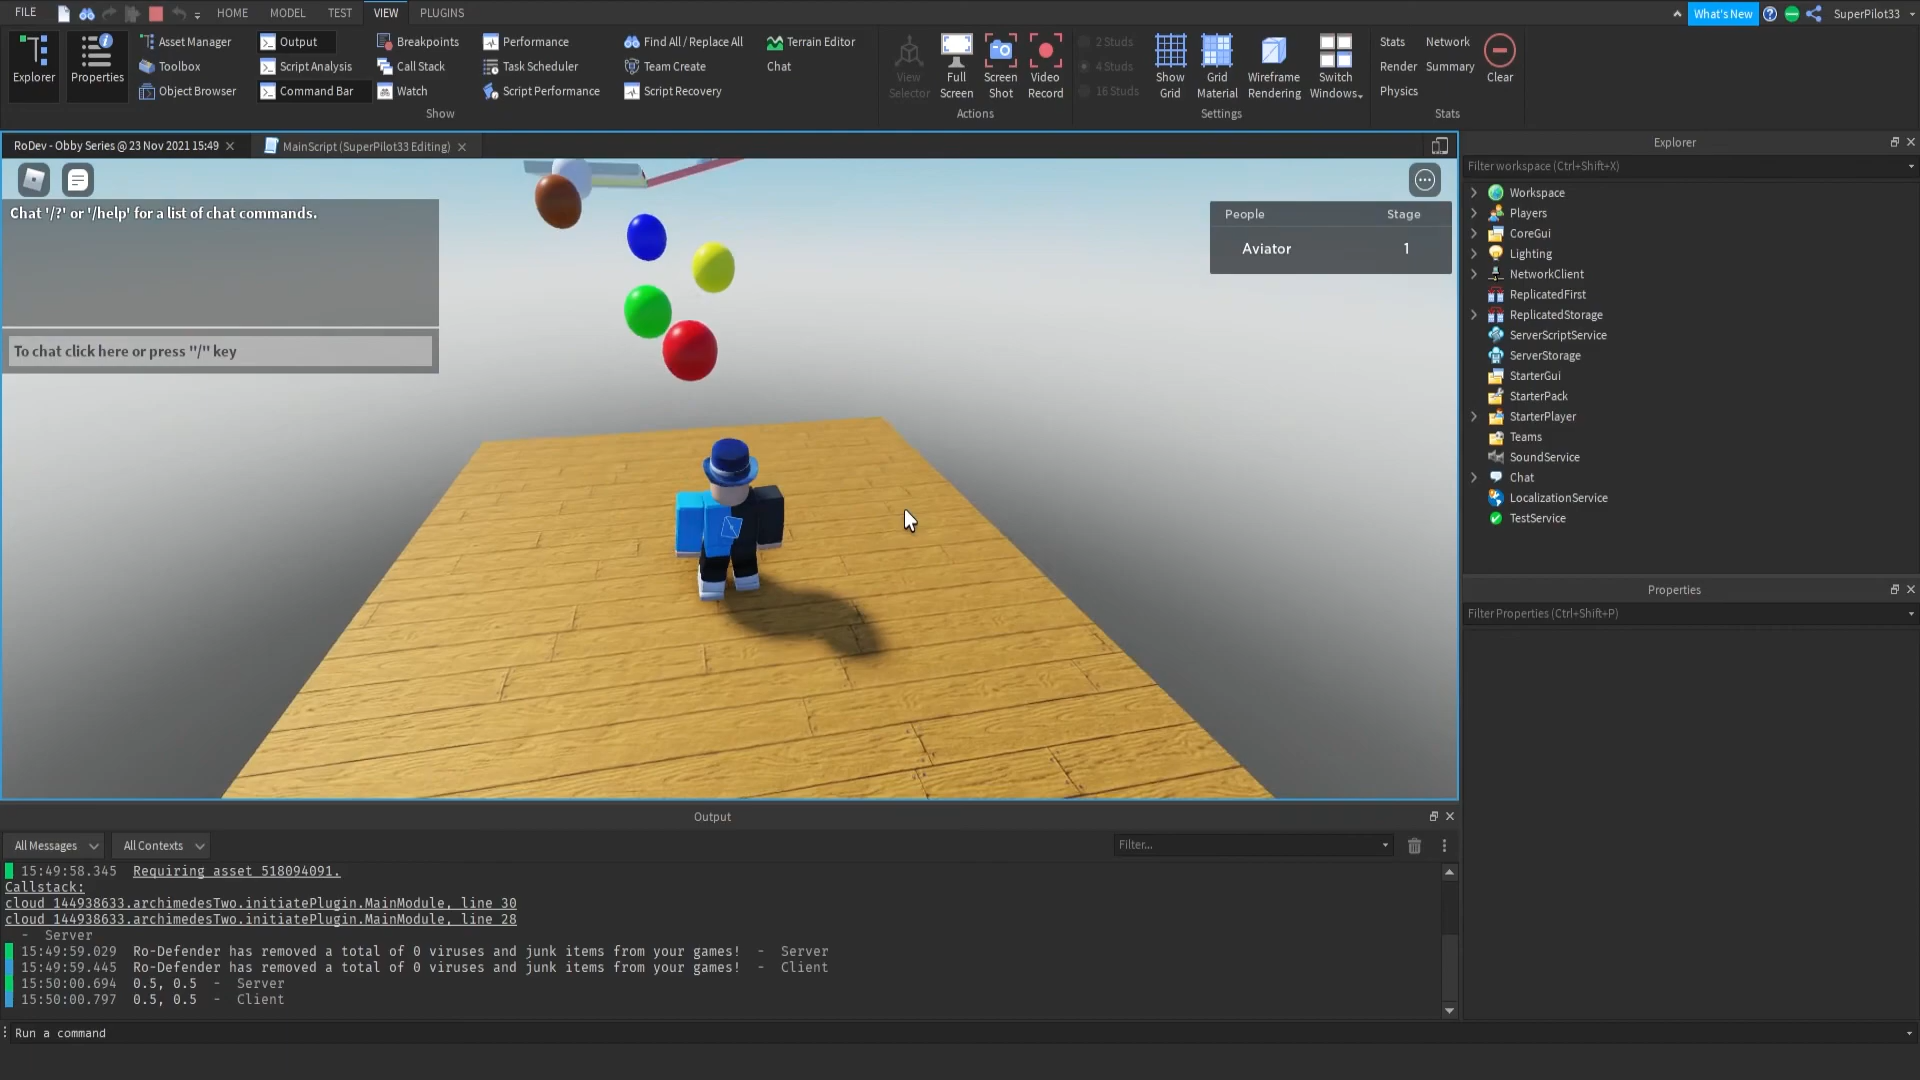 FILE
HOME
MODEL
TEST
VIEW
PLUGINS
What's New
SuperPilot33
Explorer
Properties
Asset Manager
Toolbox
Object Browser
Output
Script Analysis
Command Bar
Breakpoints
Call Stack
Watch
Performance
Task Scheduler
Script Performance
Find All / Replace All
Team Create
Script Recovery
Terrain Editor
Chat
Show
View
Selector
Full
Screen
Screen
Shot
Video
Record
Actions
2 Studs
4 Studs
16 Studs
Show
Grid
Grid
Material
Wireframe
Rendering
Switch
Windows
Settings
Stats
Render
Physics
Network
Summary
Clear
Stats
RoDev - Obby Series @ 23 Nov 2021 15:49
MainScript (SuperPilot33 Editing)
Chat '/?' or '/help' for a list of chat commands.
To chat click here or press "/" key
People Stage
Aviator 1
Explorer
Filter workspace (Ctrl+Shift+X)
Workspace
Players
CoreGui
Lighting
NetworkClient
ReplicatedFirst
ReplicatedStorage
ServerScriptService
ServerStorage
StarterGui
StarterPack
StarterPlayer
Teams
SoundService
Chat
LocalizationService
TestService
Properties
Filter Properties (Ctrl+Shift+P)
Output
All Messages
All Contexts
Filter...
15:49:58.345 Requiring asset 518094091.
Callstack:
cloud_144938633.archimedesTwo.initiatePlugin.MainModule, line 30
cloud_144938633.archimedesTwo.initiatePlugin.MainModule, line 28
- Server
15:49:59.029 Ro-Defender has removed a total of 0 viruses and junk items from your games! - Server
15:49:59.445 Ro-Defender has removed a total of 0 viruses and junk items from your games! - Client
15:50:00.694 0.5, 0.5 - Server
15:50:00.797 0.5, 0.5 - Client
Run a command